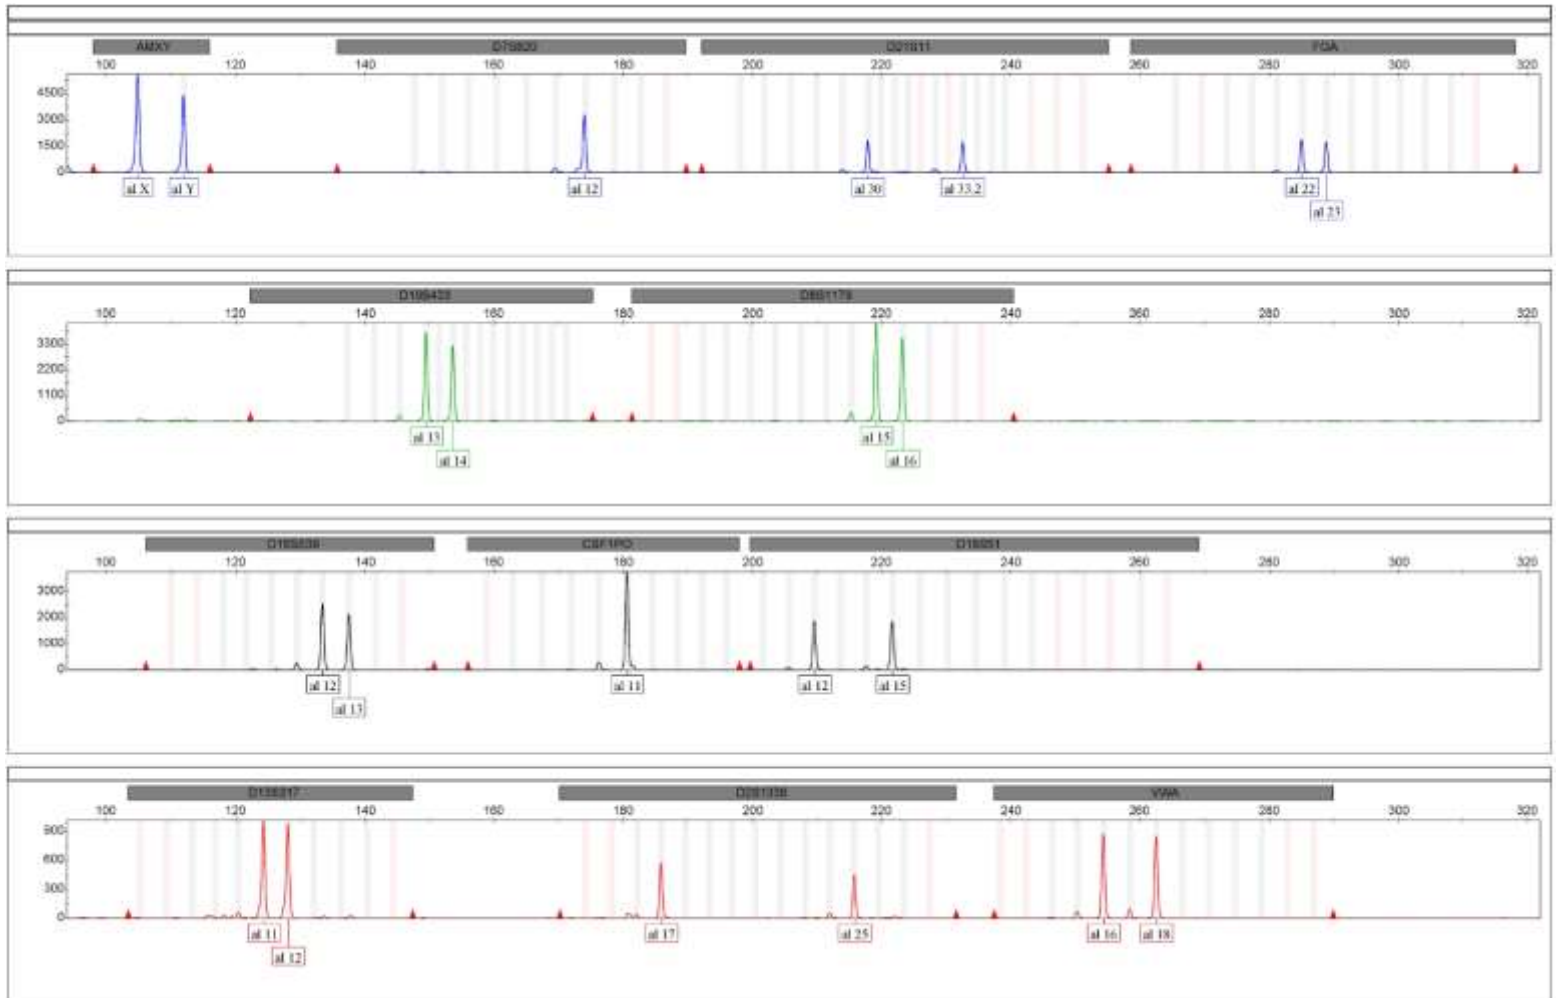 AMXY D7S820 D21S11 FGA
100 120 140 160 180 200 220 240 260 280 300 320
4500
3000
1500
0
al X al Y al 12 al 30 al 33.2 al 22
al 23
D19S433 D8S1179
100 120 140 160 180 200 220 240 260 280 300 320
3300
2200
1100
0
al 13 al 15
al 14 al 16
D16S539 CSF1PO D18S51
100 120 140 160 180 200 220 240 260 280 300 320
3000
2000
1000
0
al 12 al 11 al 12 al 15
al 13
D13S317 D2S1338 VWA
100 120 140 160 180 200 220 240 260 280 300 320
900
600
300
0
al 11 al 17 al 25 al 16 al 18
al 12